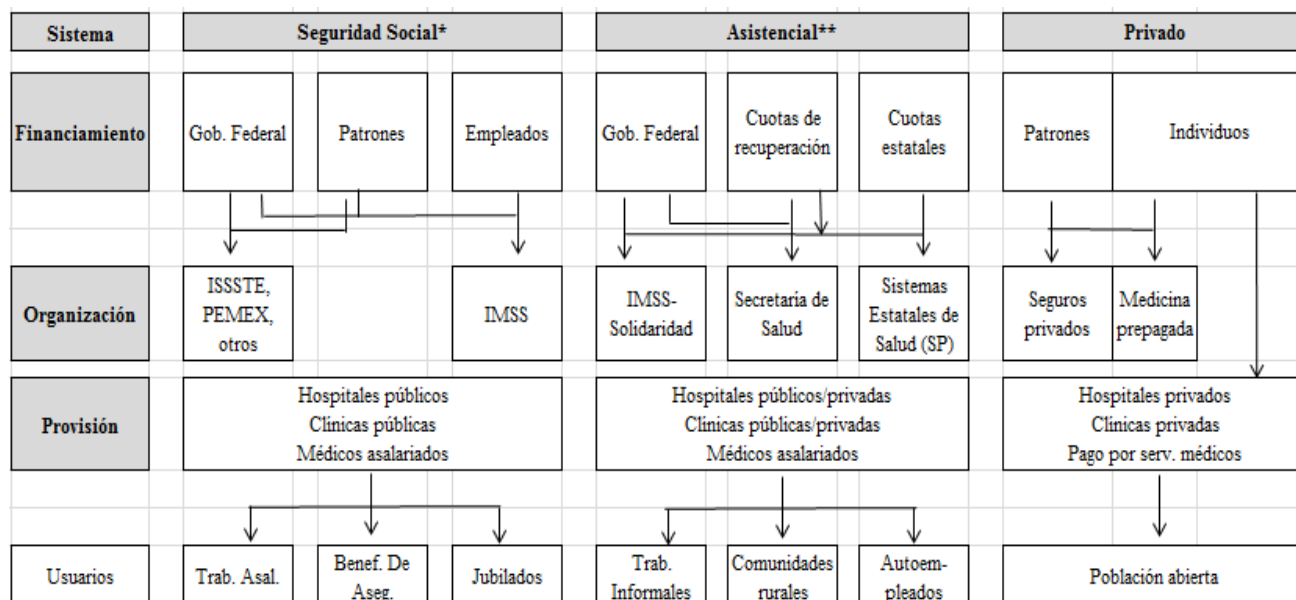 Sistema
Seguridad Social*
Asistencial**
Privado
Financiamiento
Gob. Federal
Patrones
Empleados
Gob. Federal
Cuotas de
recuperación
Cuotas
estatales
Patrones
Individuos
Organización
ISSSTE,
PEMEX,
otros
IMSS
IMSS-
Solidaridad
Secretaria de
Salud
Sistemas
Estatales de
Salud (SP)
Seguros
privados
Medicina
prepagada
Provisión
Hospitales públicos
Clínicas públicas
Médicos asalariados
Hospitales públicos/privadas
Clínicas públicas/privadas
Médicos asalariados
Hospitales privados
Clínicas privadas
Pago por serv. médicos
Usuarios
Trab. Asal.
Benef. De
Aseg.
Jubilados
Trab.
Informales
Comunidades
rurales
Autoem-
pleados
Población abierta